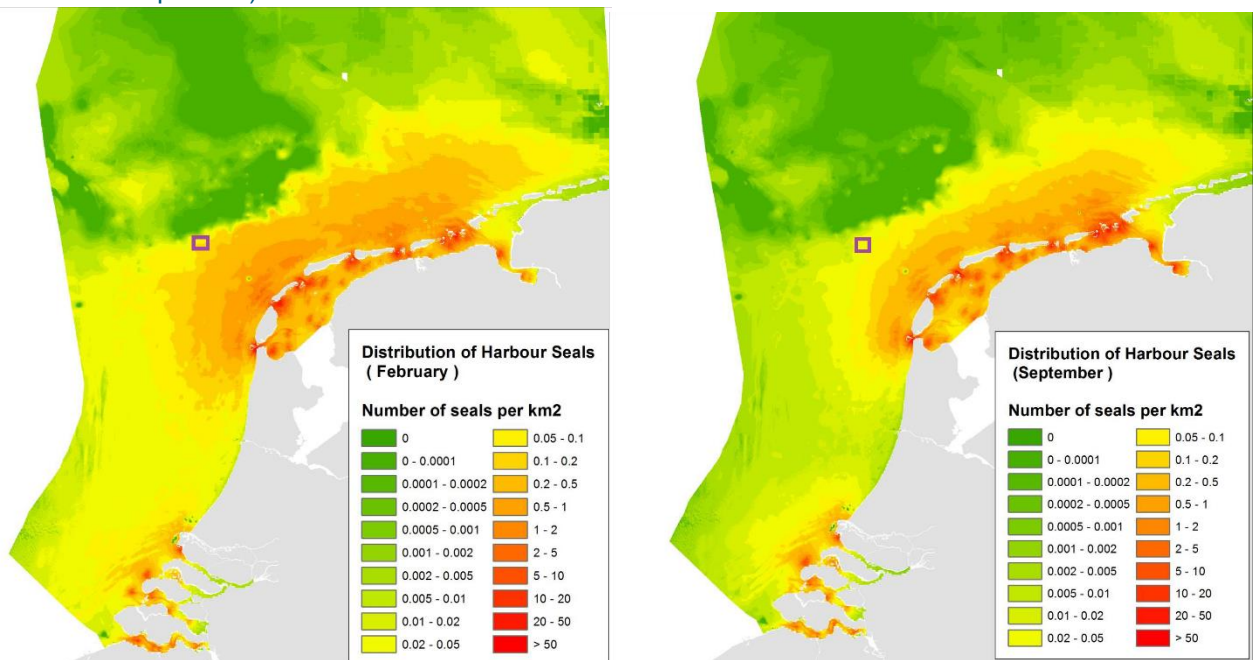 Distribution of Harbour Seals
( February )
Number of seals per km2
0
0 - 0.0001
0.0001 - 0.0002
0.0002 - 0.0005
0.0005 - 0.001
0.001 - 0.002
0.002 - 0.005
0.005 - 0.01
0.01 - 0.02
0.02 - 0.05
0.05 - 0.1
0.1 - 0.2
0.2 - 0.5
0.5 - 1
1 - 2
2 - 5
5 - 10
10 - 20
20 - 50
> 50
Distribution of Harbour Seals
(September )
Number of seals per km2
0
0 - 0.0001
0.0001 - 0.0002
0.0002 - 0.0005
0.0005 - 0.001
0.001 - 0.002
0.002 - 0.005
0.005 - 0.01
0.01 - 0.02
0.02 - 0.05
0.05 - 0.1
0.1 - 0.2
0.2 - 0.5
0.5 - 1
1 - 2
2 - 5
5 - 10
10 - 20
20 - 50
> 50